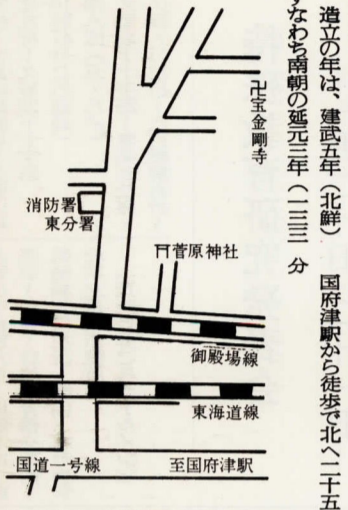 造立の年は、建武五年（北鮮）
すなわち南朝の延元三年（一三三
国府津駅から徒歩で北へ二十五
分
卍宝金剛寺
消防署
東分署
⛩菅原神社
御殿場線
東海道線
国道一号線
至国府津駅